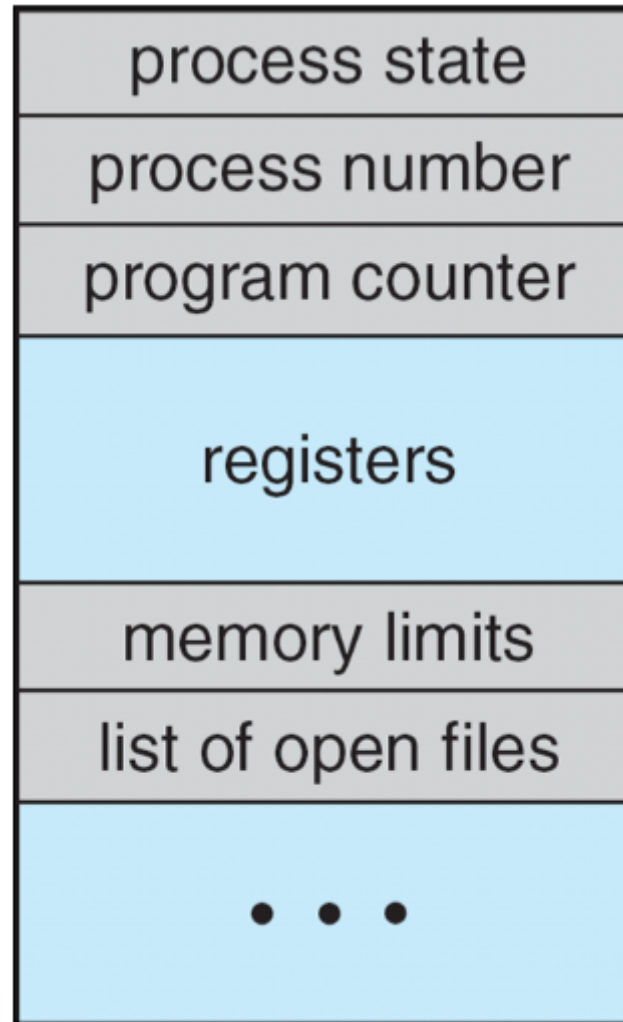 process state
process number
program counter
registers
memory limits
list of open files
• • •